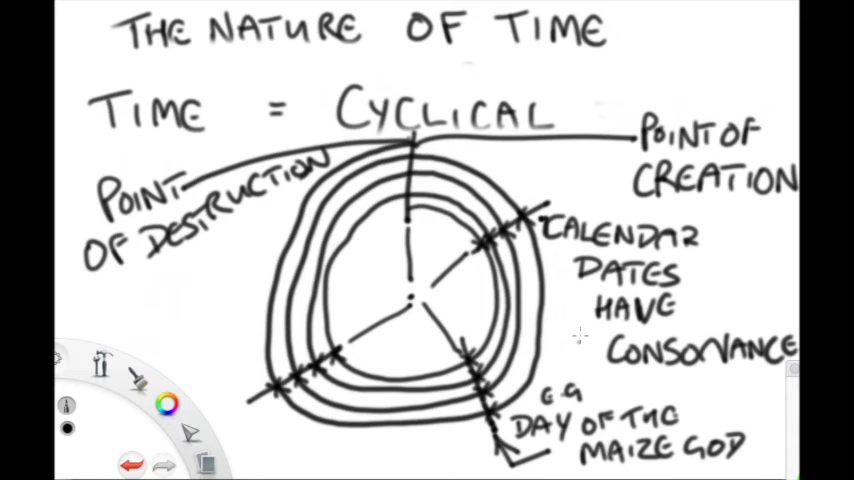 THE NATURE OF TIME
TIME = CYCLICAL
POINT
OF DESTRUCTION
POINT OF
CREATION
CALENDAR
DATES
HAVE
CONSONANCE
E.G
DAY OF THE
MAIZE GOD